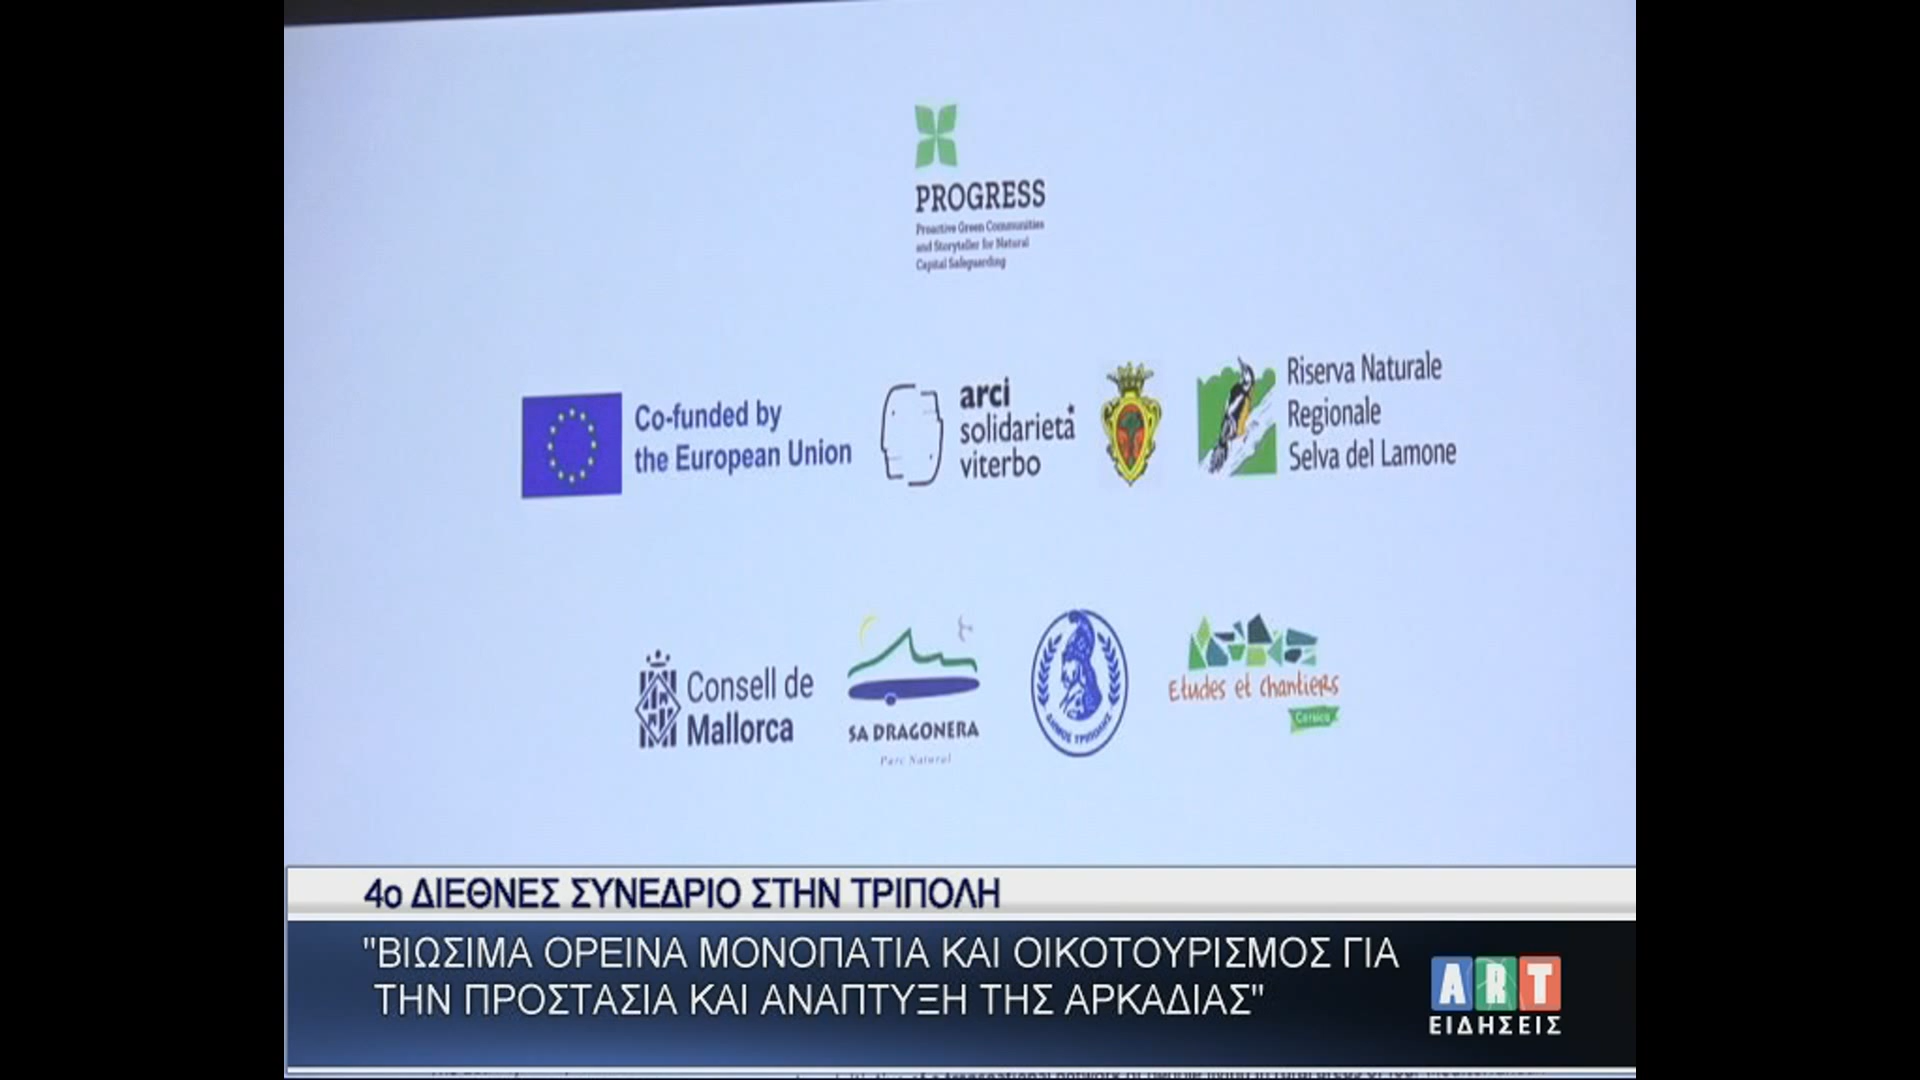 PROGRESS
Proactive Green Communities
and Storyteller for Natural
Capital Safeguarding
Co-funded by
the European Union
arci
solidarietà
viterbo
Riserva Naturale
Regionale
Selva del Lamone
Consell de
Mallorca
SA DRAGONERA
Parc Natural
ΔΗΜΟΣ ΤΡΙΠΟΛΗΣ
Etudes et chantiers
Corsica
4ο ΔΙΕΘΝΕΣ ΣΥΝΕΔΡΙΟ ΣΤΗΝ ΤΡΙΠΟΛΗ
"ΒΙΩΣΙΜΑ ΟΡΕΙΝΑ ΜΟΝΟΠΑΤΙΑ ΚΑΙ ΟΙΚΟΤΟΥΡΙΣΜΟΣ ΓΙΑ
ΤΗΝ ΠΡΟΣΤΑΣΙΑ ΚΑΙ ΑΝΑΠΤΥΞΗ ΤΗΣ ΑΡΚΑΔΙΑΣ"
ART
ΕΙΔΗΣΕΙΣ